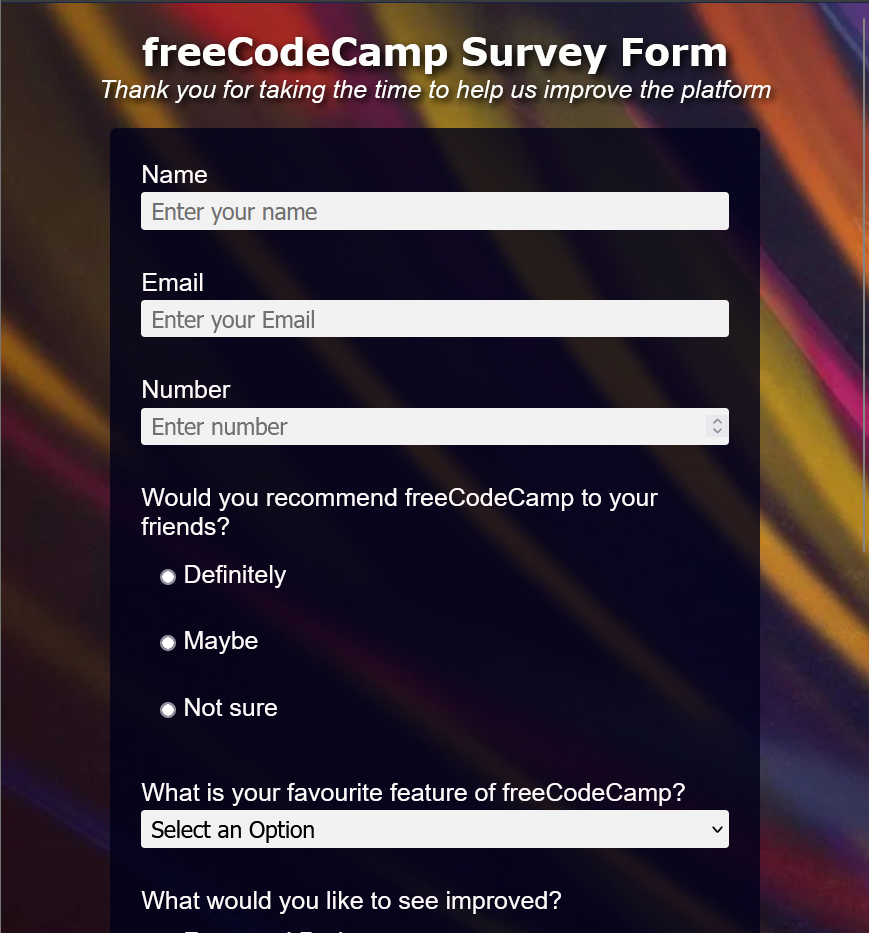 freeCodeCamp Survey Form
Thank you for taking the time to help us improve the platform
Name
Enter your name
Email
Enter your Email
Number
Enter number
Would you recommend freeCodeCamp to your
friends?
Definitely
Maybe
Not sure
What is your favourite feature of freeCodeCamp?
Select an Option
What would you like to see improved?